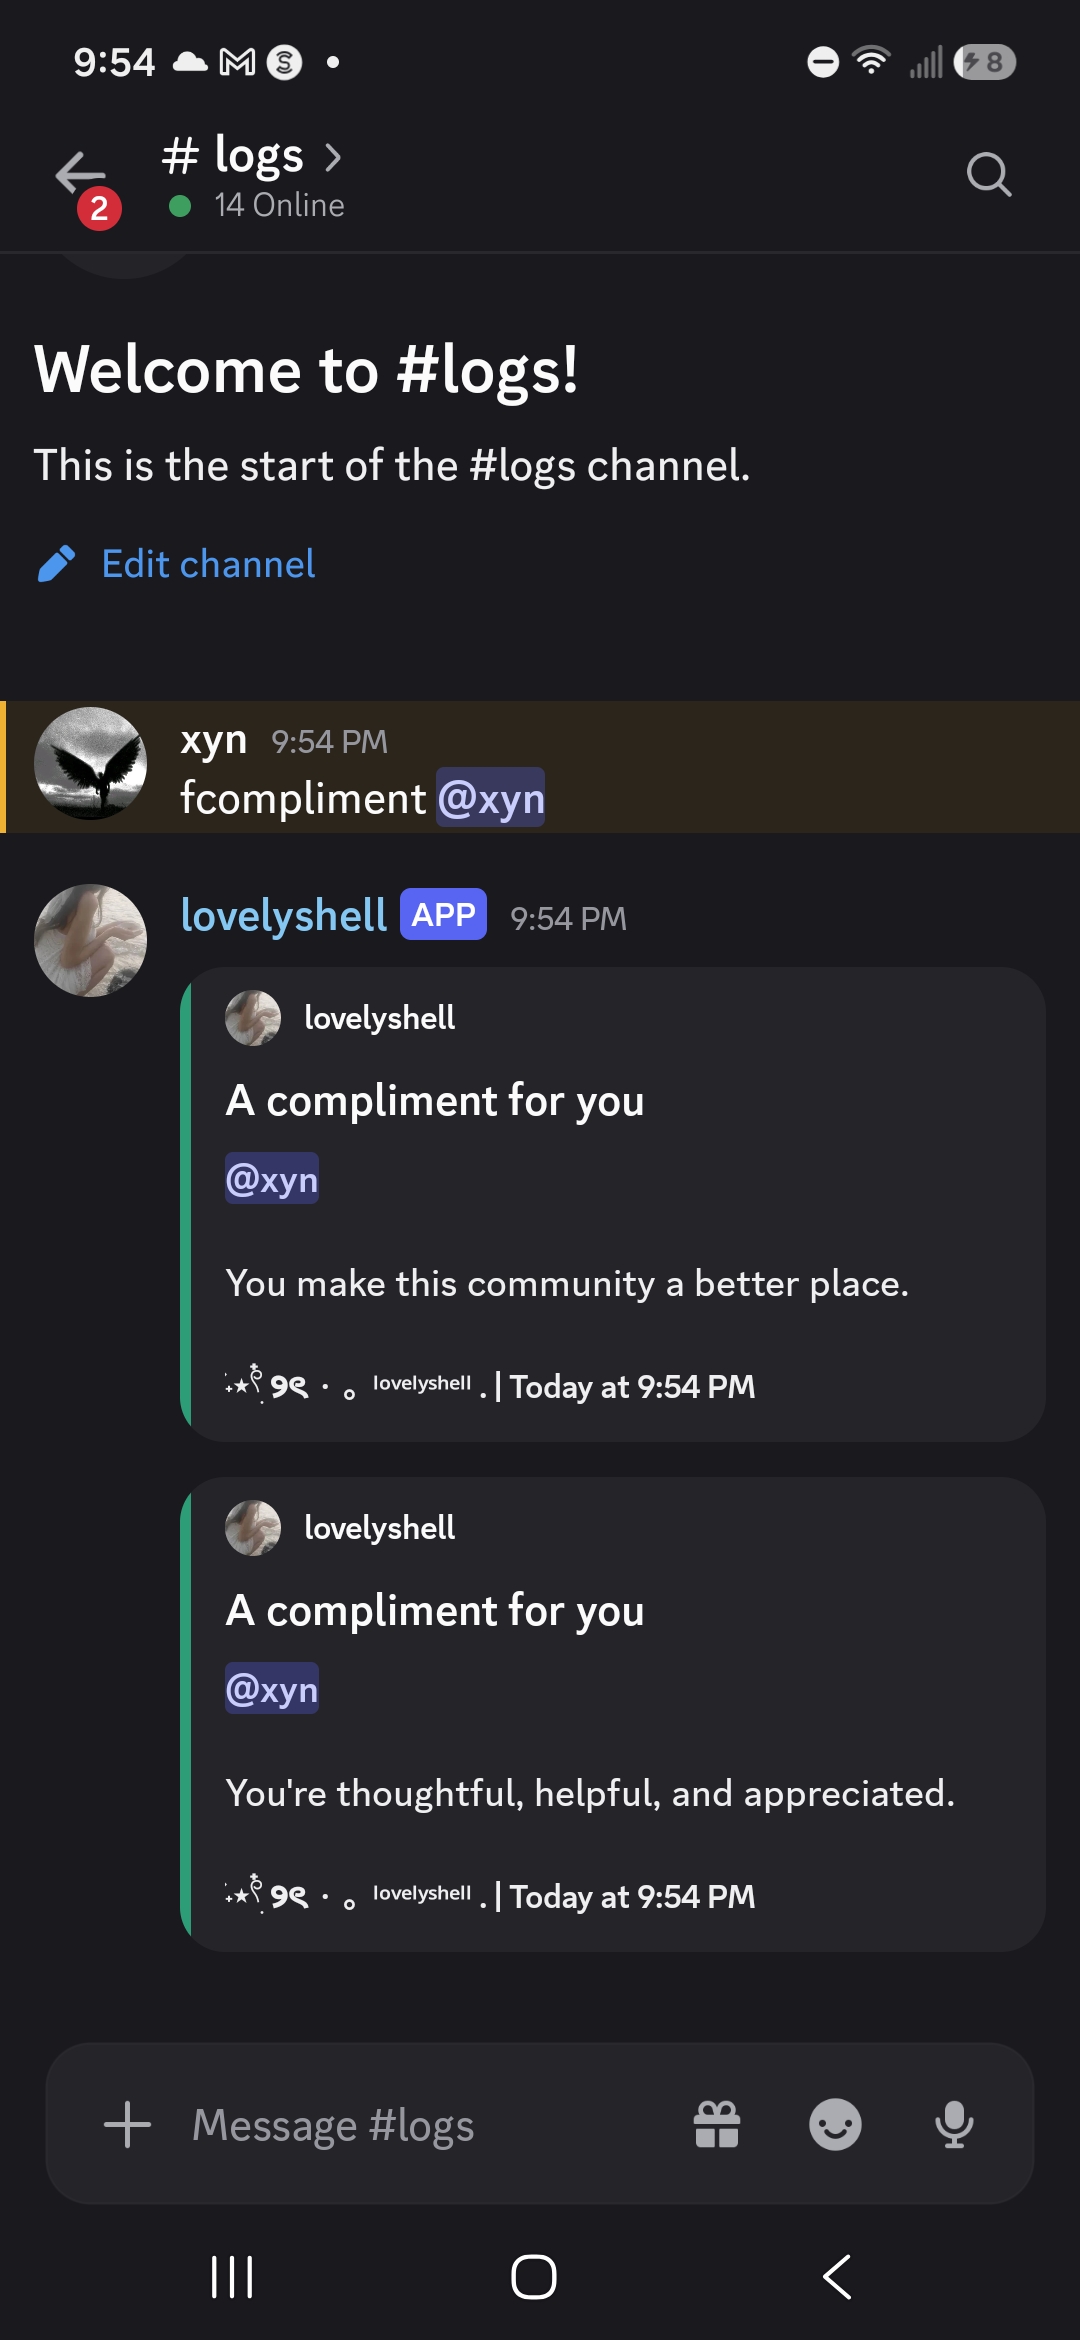 9:54
8
# logs
2
14 Online
Welcome to #logs!
This is the start of the #logs channel.
Edit channel
xyn 9:54 PM
fcompliment @xyn
lovelyshell APP 9:54 PM
lovelyshell
A compliment for you
@xyn
You make this community a better place.
୨୧ · 。 ˡᵒᵛᵉˡʸˢʰᵉˡˡ . | Today at 9:54 PM
lovelyshell
A compliment for you
@xyn
You're thoughtful, helpful, and appreciated.
୨୧ · 。 ˡᵒᵛᵉˡʸˢʰᵉˡˡ . | Today at 9:54 PM
Message #logs